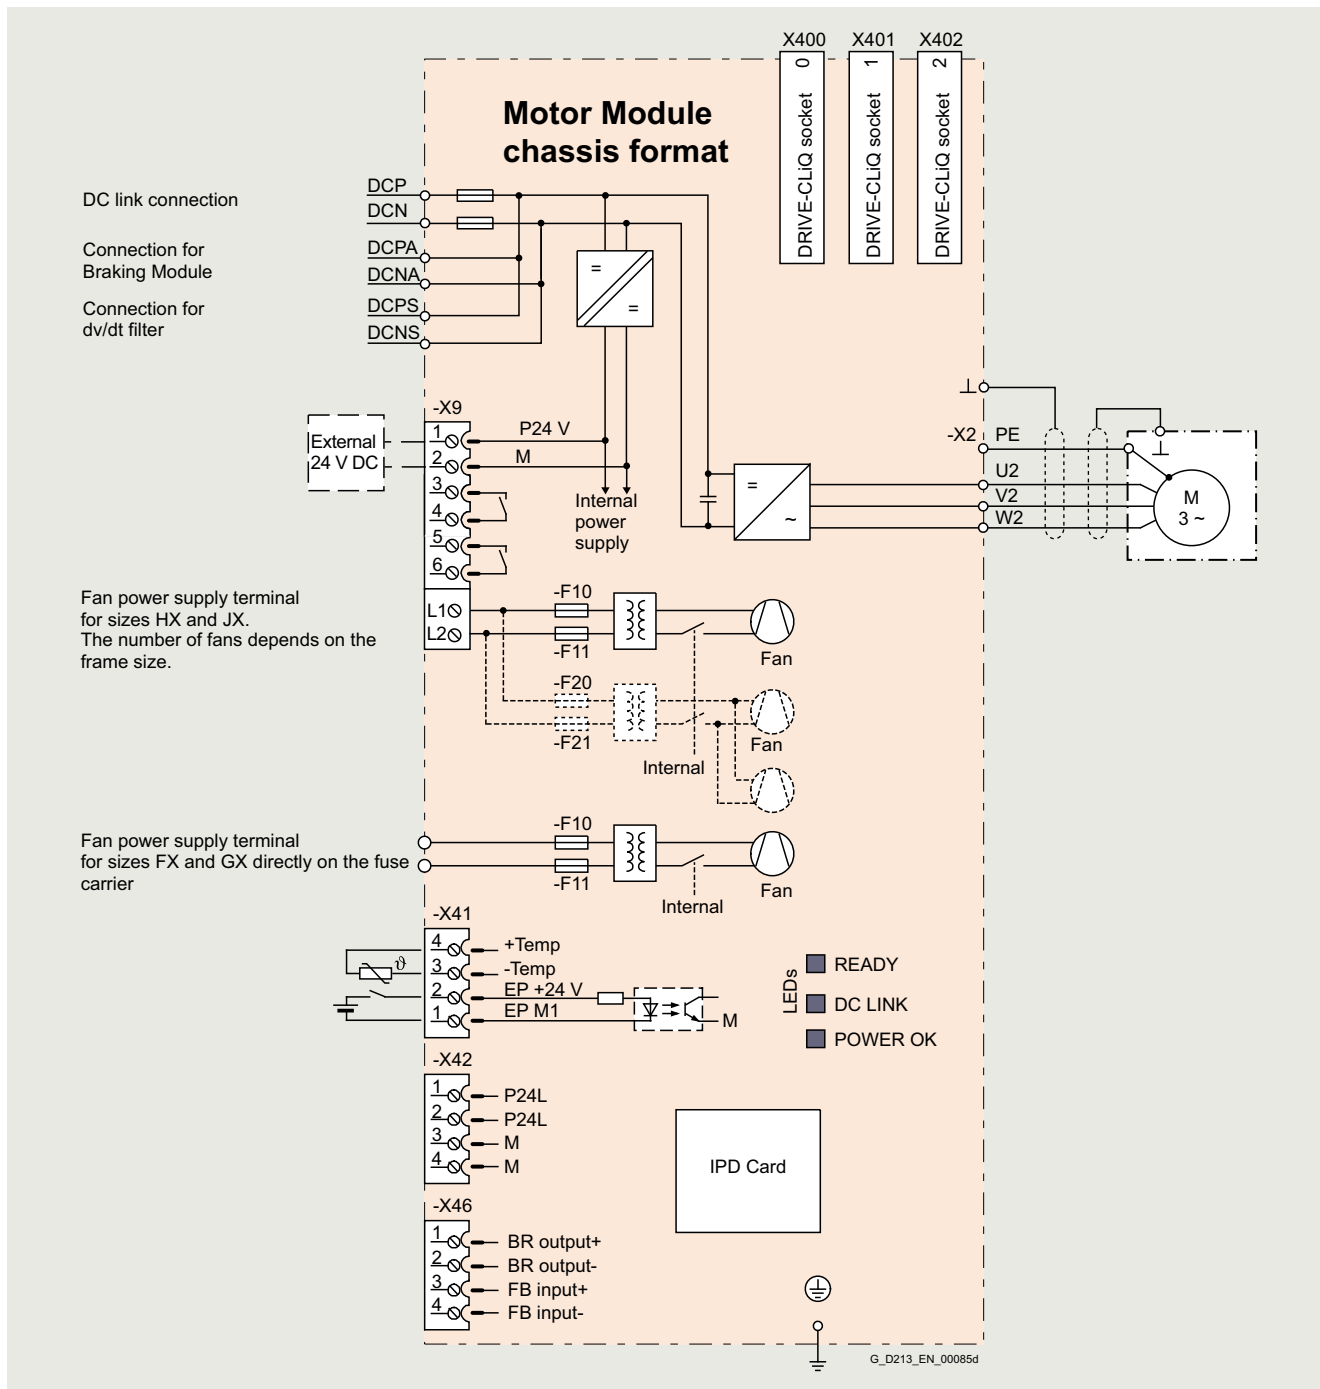 X400 X401 X402
0 1 2
DRIVE-CLiQ socket
DRIVE-CLiQ socket
DRIVE-CLiQ socket
Motor Module
chassis format
DC link connection
DCP
DCN
Connection for
Braking Module
DCPA
DCNA
Connection for
dv/dt filter
DCPS
DCNS
=
=
-X9
External
24 V DC
1
2
3
4
5
6
P24 V
M
Internal
power
supply
=
~
-X2
PE
U2
V2
W2
M
3 ~
Fan power supply terminal
for sizes HX and JX.
The number of fans depends on the
frame size.
L1
L2
-F10
-F11
Fan
-F20
-F21
Fan
Internal
Fan power supply terminal
for sizes FX and GX directly on the fuse
carrier
-F10
-F11
Fan
Internal
-X41
ϑ
4 +Temp
3 -Temp
2 EP +24 V
1 EP M1
M
LEDs
READY
DC LINK
POWER OK
-X42
1 P24L
2 P24L
3 M
4 M
IPD Card
-X46
1 BR output+
2 BR output-
3 FB input+
4 FB input-
G_D213_EN_00085d